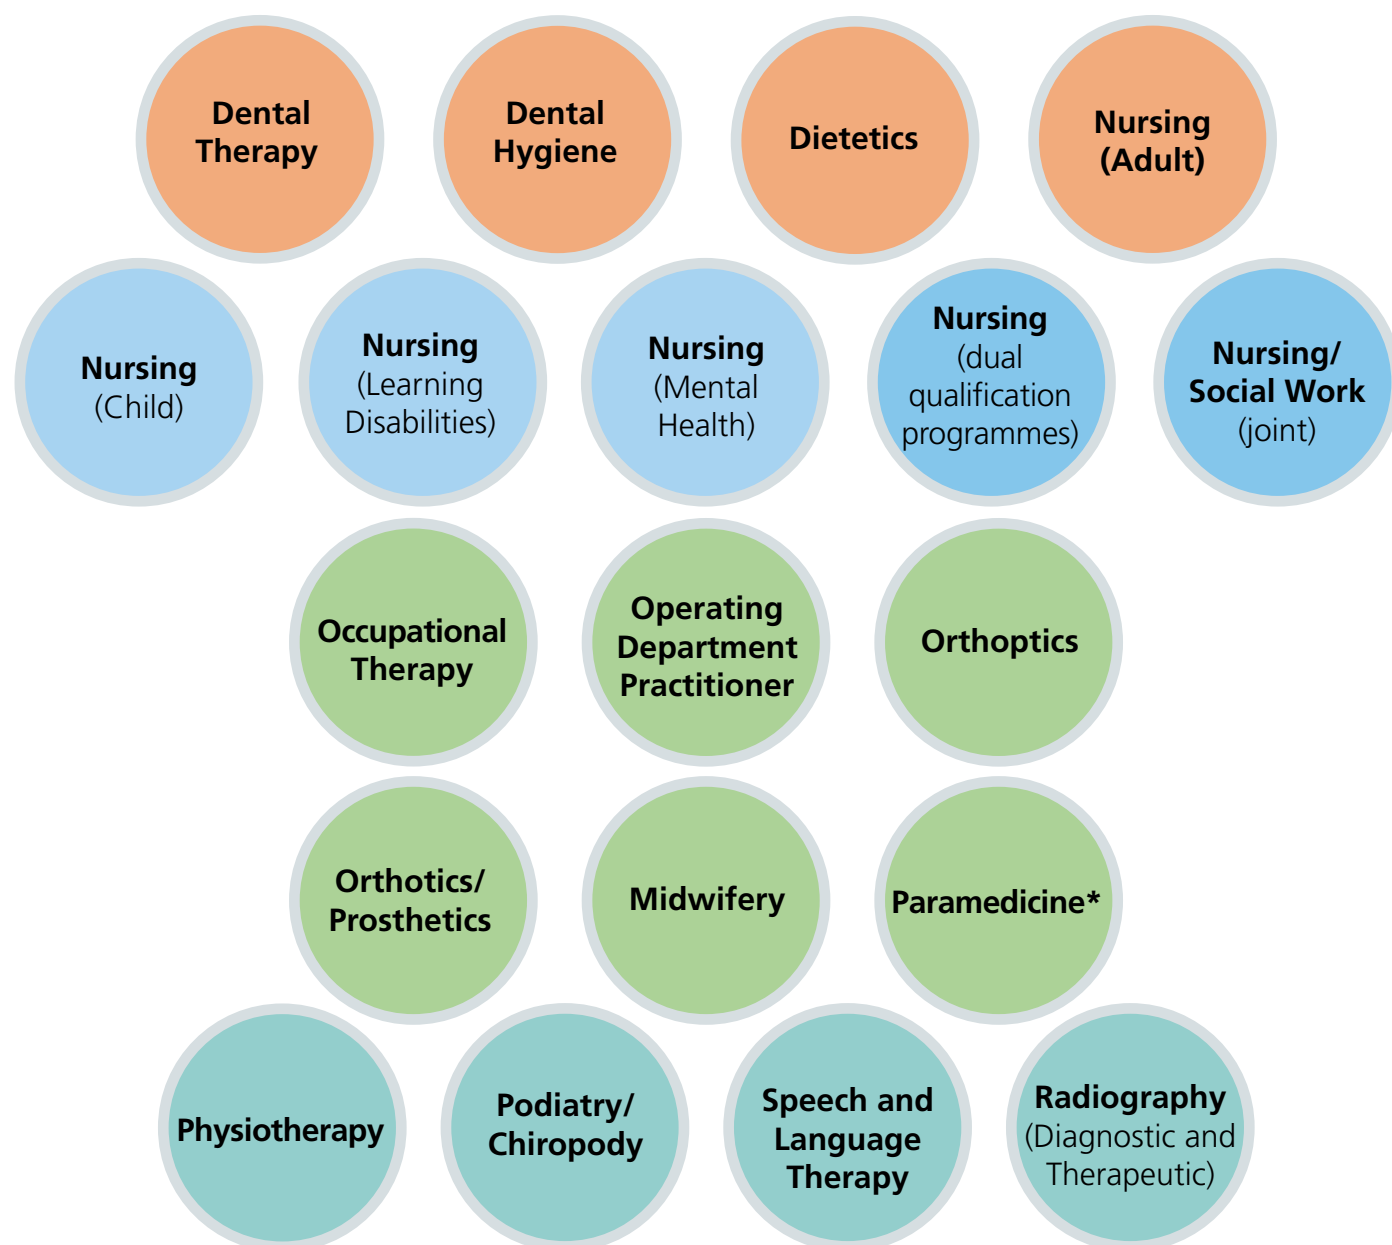 Dental
Therapy
Dental
Hygiene
Dietetics
Nursing
(Adult)
Nursing
(Child)
Nursing
(Learning
Disabilities)
Nursing
(Mental
Health)
Nursing
(dual
qualification
programmes)
Nursing/
Social Work
(joint)
Occupational
Therapy
Operating
Department
Practitioner
Orthoptics
Orthotics/
Prosthetics
Midwifery
Paramedicine*
Physiotherapy
Podiatry/
Chiropody
Speech and
Language
Therapy
Radiography
(Diagnostic and
Therapeutic)